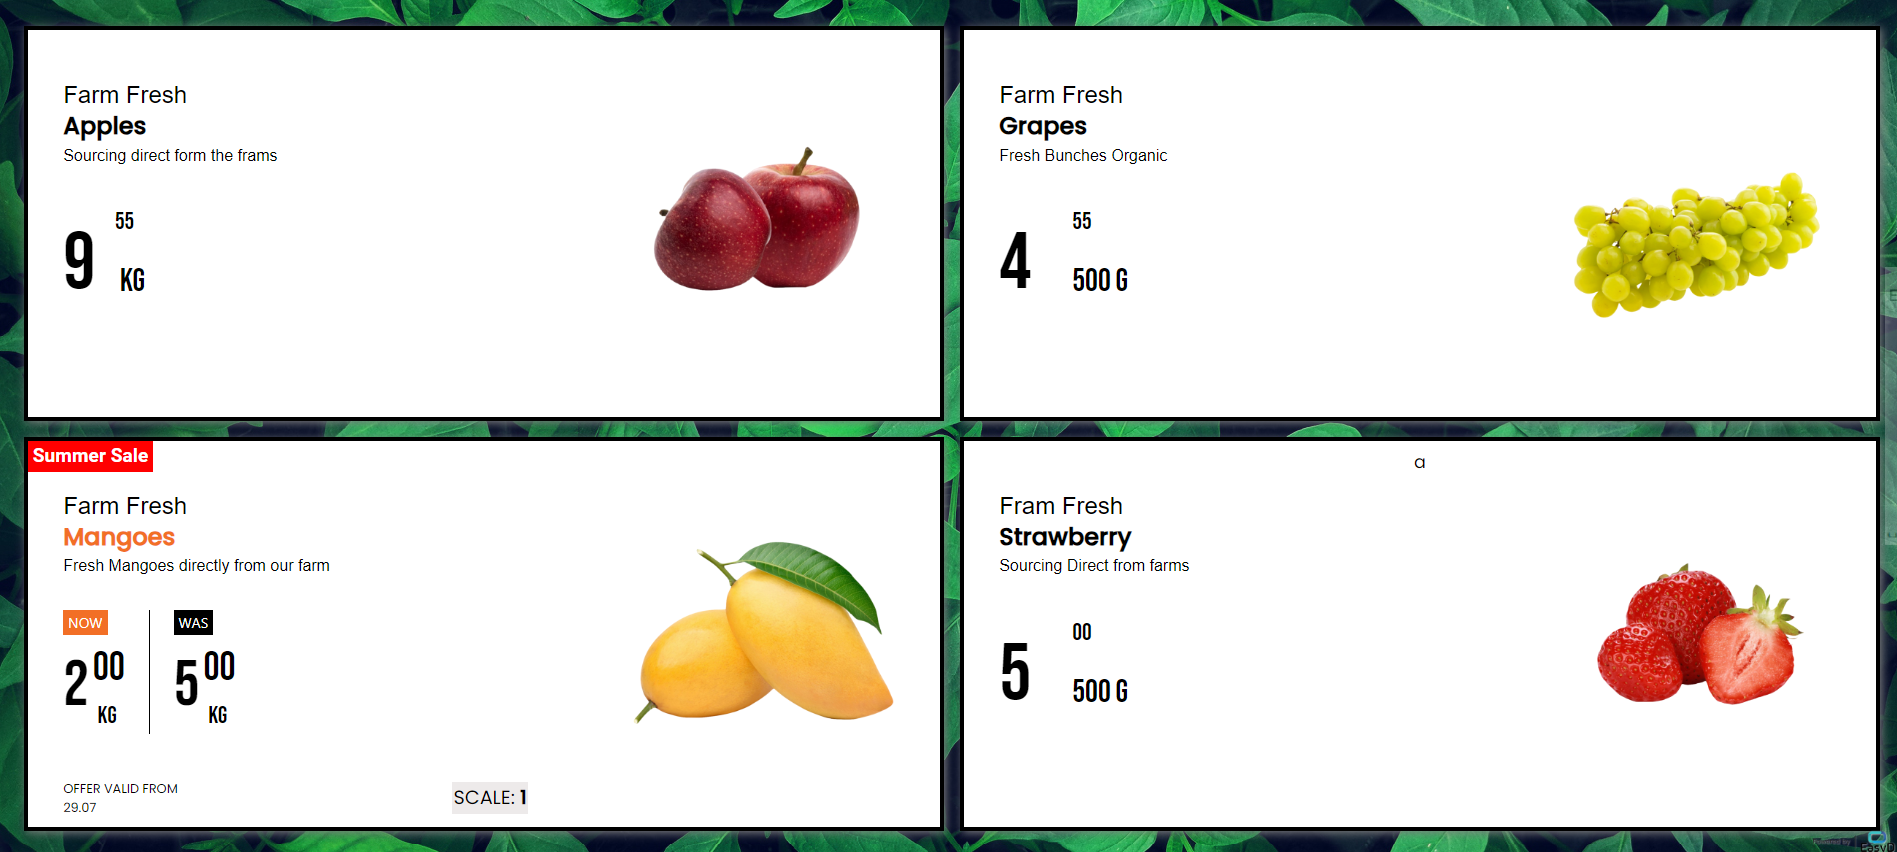 Farm Fresh
Apples
Sourcing direct form the frams
55
9
KG
Farm Fresh
Grapes
Fresh Bunches Organic
55
4
500 G
Summer Sale
Farm Fresh
Mangoes
Fresh Mangoes directly from our farm
NOW WAS
2 00 5 00
KG KG
OFFER VALID FROM
29.07
SCALE: 1
a
Fram Fresh
Strawberry
Sourcing Direct from farms
00
5
500 G
Powered by